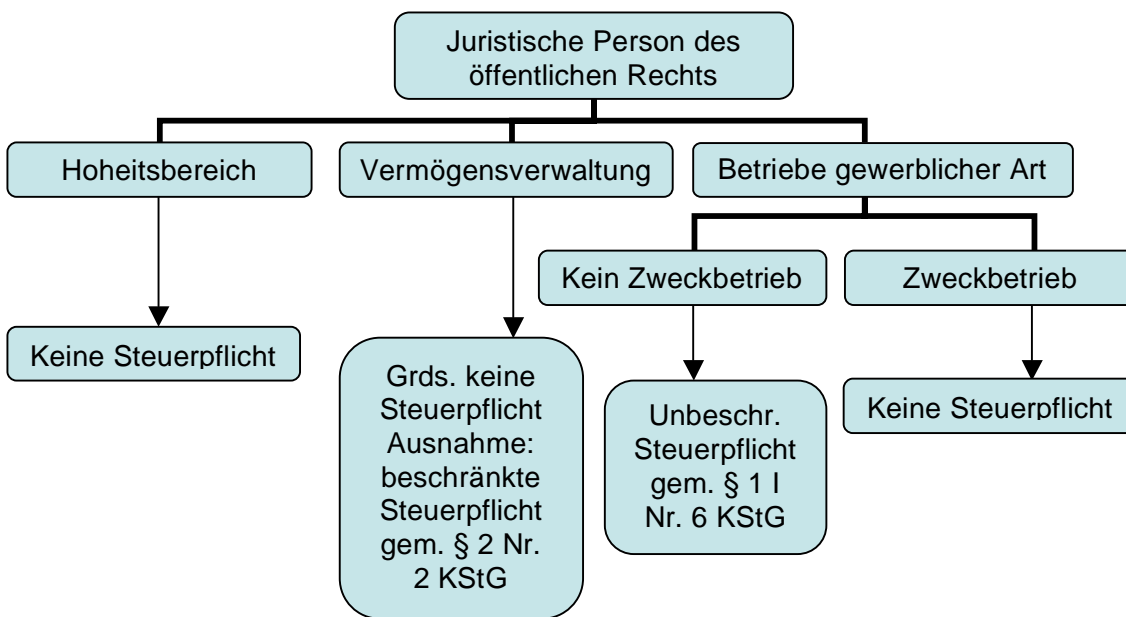 Juristische Person des
öffentlichen Rechts
Hoheitsbereich
Vermögensverwaltung
Betriebe gewerblicher Art
Kein Zweckbetrieb
Zweckbetrieb
Keine Steuerpflicht
Grds. keine
Steuerpflicht
Ausnahme:
beschränkte
Steuerpflicht
gem. § 2 Nr.
2 KStG
Unbeschr.
Steuerpflicht
gem. § 1 I
Nr. 6 KStG
Keine Steuerpflicht